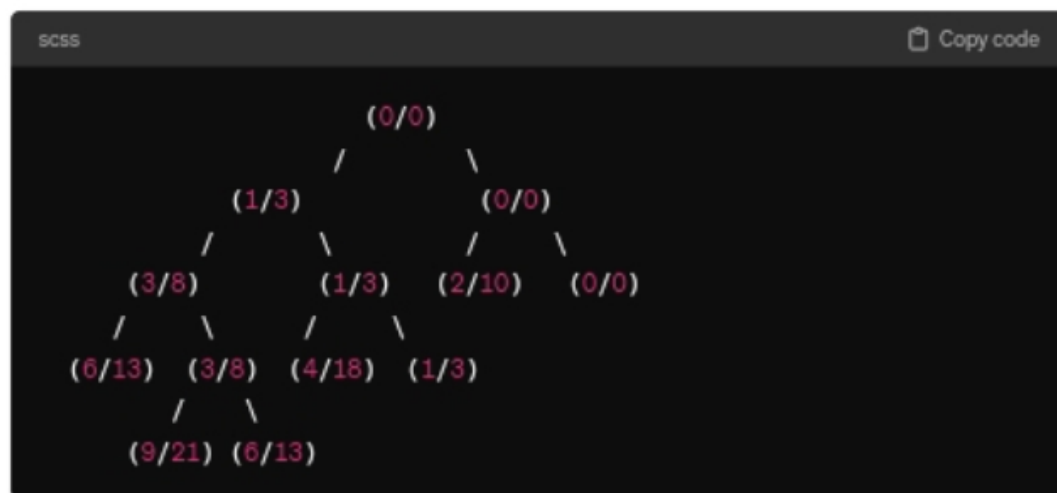 scss Copy code
(0/0)
/ \
(1/3) (0/0)
/ \ / \
(3/8) (1/3) (2/10) (0/0)
/ \ / \
(6/13) (3/8) (4/18) (1/3)
/ \
(9/21) (6/13)